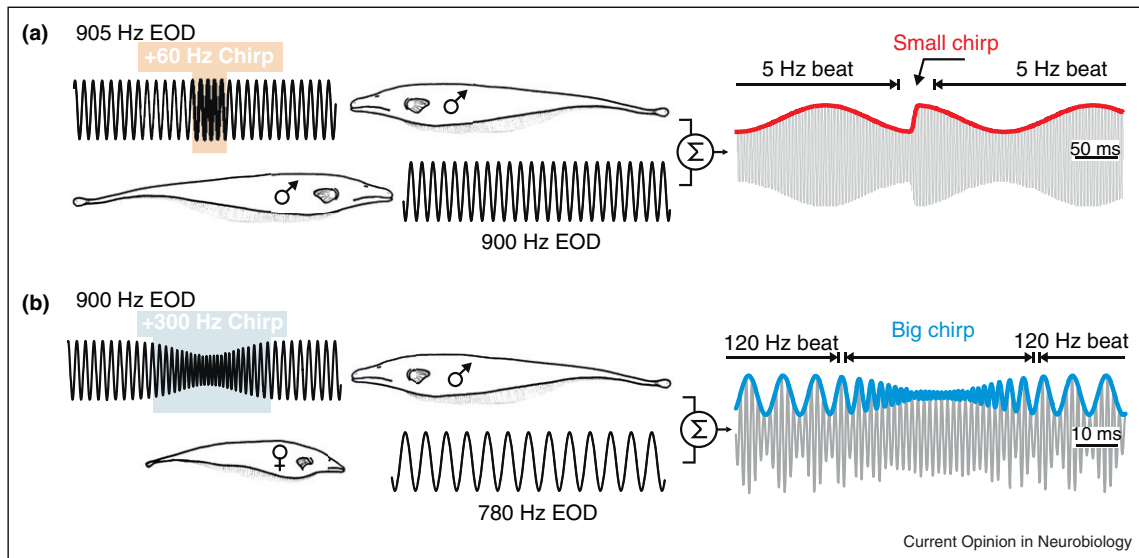 (a) 905 Hz EOD
+60 Hz Chirp
♂
♂
900 Hz EOD
Σ
Small chirp
5 Hz beat 5 Hz beat
50 ms
(b) 900 Hz EOD
+300 Hz Chirp
♂
♀
780 Hz EOD
Σ
Big chirp
120 Hz beat 120 Hz beat
10 ms
Current Opinion in Neurobiology